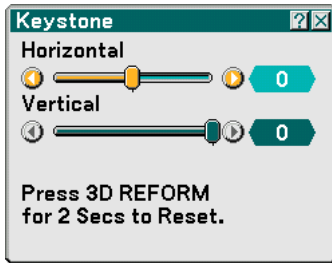 Keystone
Horizontal
0
Vertical
0
Press 3D REFORM
for 2 Secs to Reset.